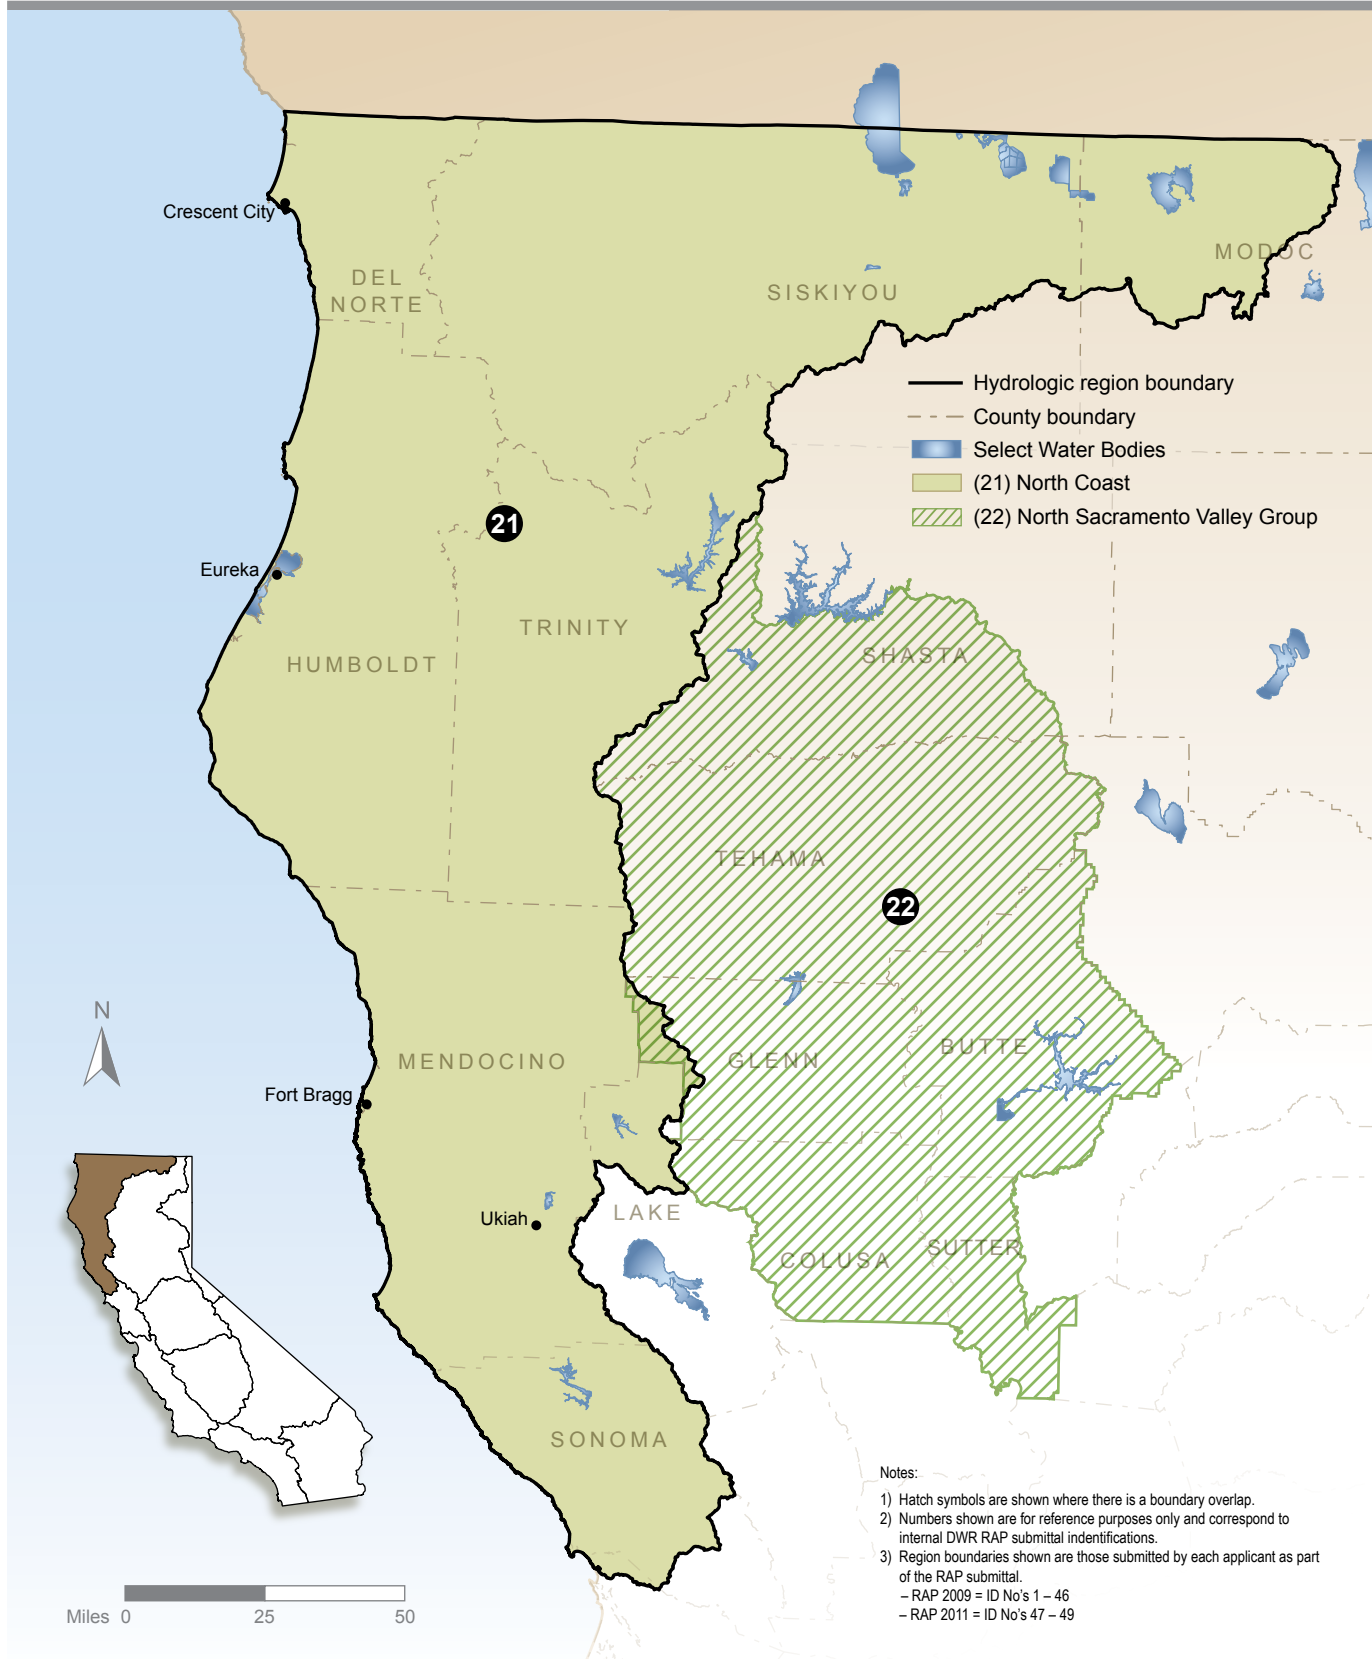 Crescent City
DEL
NORTE
SISKIYOU
MODOC
Hydrologic region boundary
County boundary
Select Water Bodies
(21) North Coast
(22) North Sacramento Valley Group
21
Eureka
TRINITY
HUMBOLDT
SHASTA
TEHAMA
22
N
MENDOCINO
GLENN
BUTTE
Fort Bragg
Ukiah
LAKE
COLUSA
SUTTER
SONOMA
Notes:
1) Hatch symbols are shown where there is a boundary overlap.
2) Numbers shown are for reference purposes only and correspond to
internal DWR RAP submittal indentifications.
3) Region boundaries shown are those submitted by each applicant as part
of the RAP submittal.
– RAP 2009 = ID No's 1 – 46
– RAP 2011 = ID No's 47 – 49
Miles 0 25 50